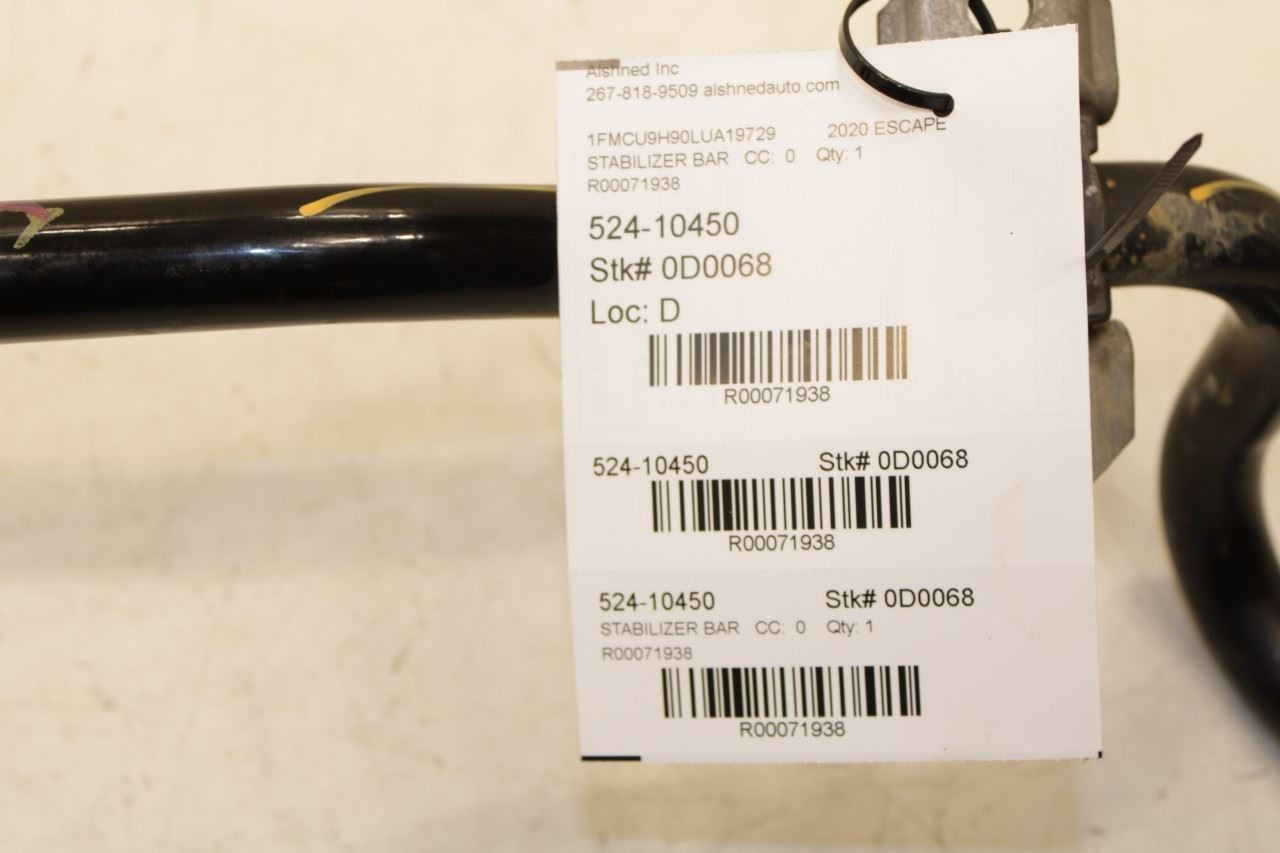 Alshned Inc
267-818-9509 alshnedauto.com
1FMCU9H90LUA19729 2020 ESCAPE
STABILIZER BAR CC: 0 Qty: 1
R00071938
524-10450
Stk# 0D0068
Loc: D
R00071938
524-10450 Stk# 0D0068
R00071938
524-10450 Stk# 0D0068
STABILIZER BAR CC: 0 Qty: 1
R00071938
R00071938